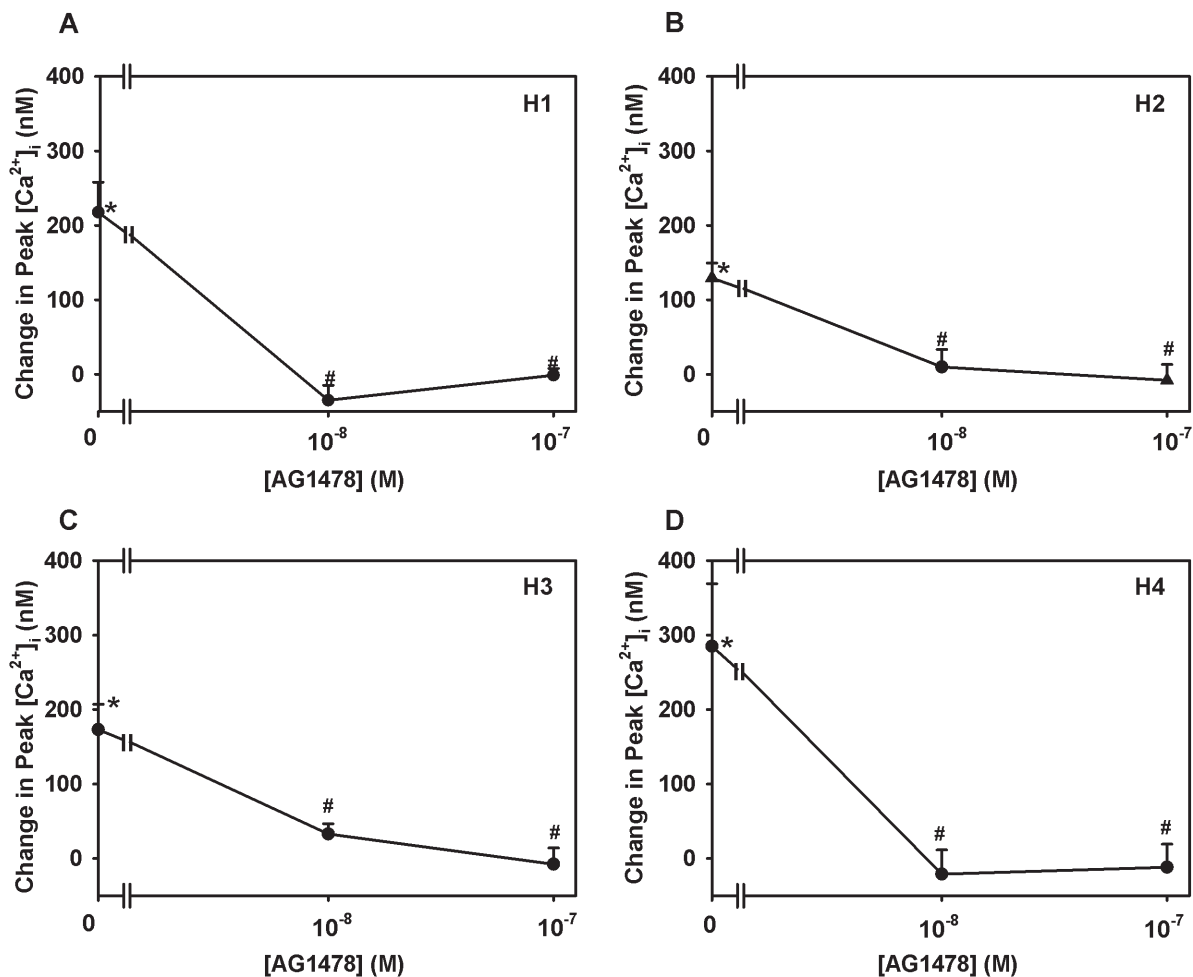 A
Change in Peak [Ca2+]i (nM)
400
300
200
100
0
H1
*
#
#
0
10-8
10-7
[AG1478] (M)
B
Change in Peak [Ca2+]i (nM)
400
300
200
100
0
H2
*
#
#
0
10-8
10-7
[AG1478] (M)
C
Change in Peak [Ca2+]i (nM)
400
300
200
100
0
H3
*
#
#
0
10-8
10-7
[AG1478] (M)
D
Change in Peak [Ca2+]i (nM)
400
300
200
100
0
H4
*
#
#
0
10-8
10-7
[AG1478] (M)